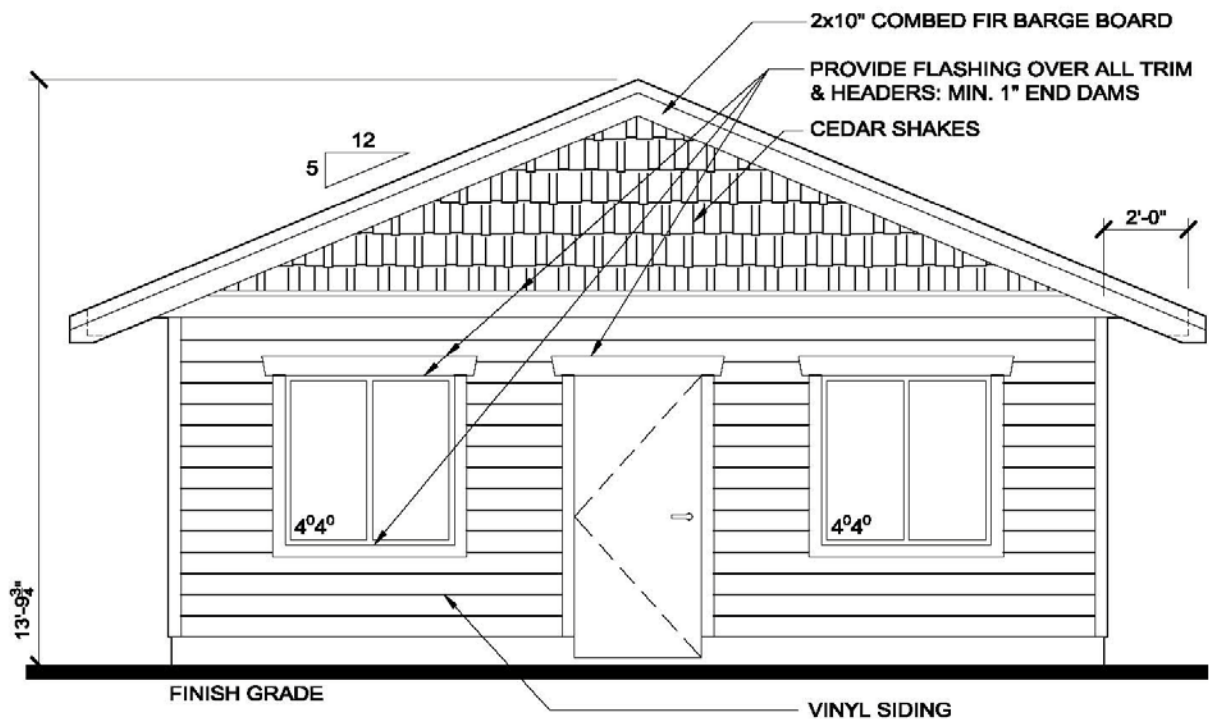 2x10" COMBED FIR BARGE BOARD
PROVIDE FLASHING OVER ALL TRIM
& HEADERS: MIN. 1" END DAMS
CEDAR SHAKES
12
5
2'-0"
4⁰4⁰
4⁰4⁰
13'-9¾"
FINISH GRADE
VINYL SIDING